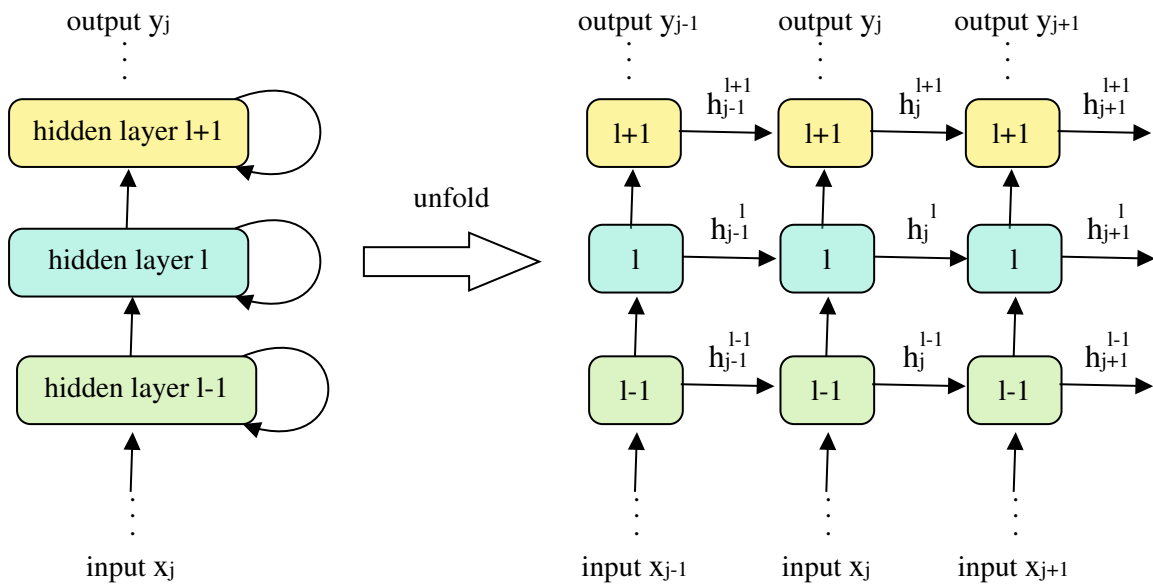 output yj
hidden layer l+1
hidden layer l
hidden layer l-1
input xj
unfold
output yj-1 output yj output yj+1
l+1 hj-1 l+1 l+1 hj l+1 l+1 hj+1 l+1
l hj-1 l l hj l l hj+1 l
l-1 hj-1 l-1 l-1 hj l-1 l-1 hj+1 l-1
input xj-1 input xj input xj+1